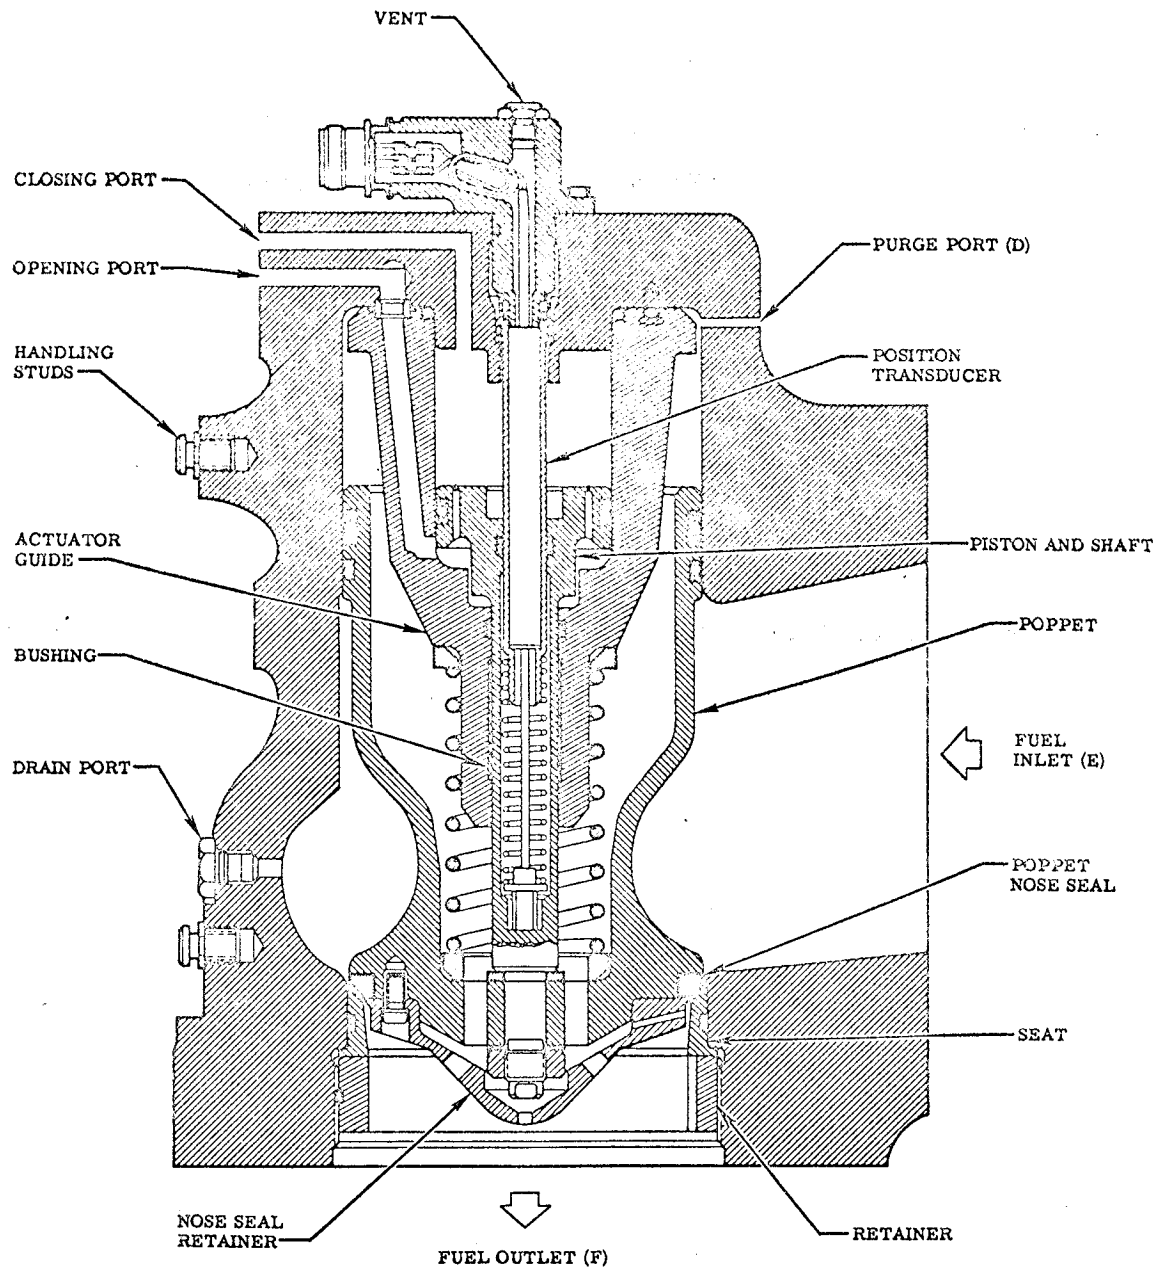 VENT
CLOSING PORT
OPENING PORT
HANDLING
STUDS
ACTUATOR
GUIDE
BUSHING
DRAIN PORT
NOSE SEAL
RETAINER
FUEL OUTLET (F)
PURGE PORT (D)
POSITION
TRANSDUCER
PISTON AND SHAFT
POPPET
FUEL
INLET (E)
POPPET
NOSE SEAL
SEAT
RETAINER